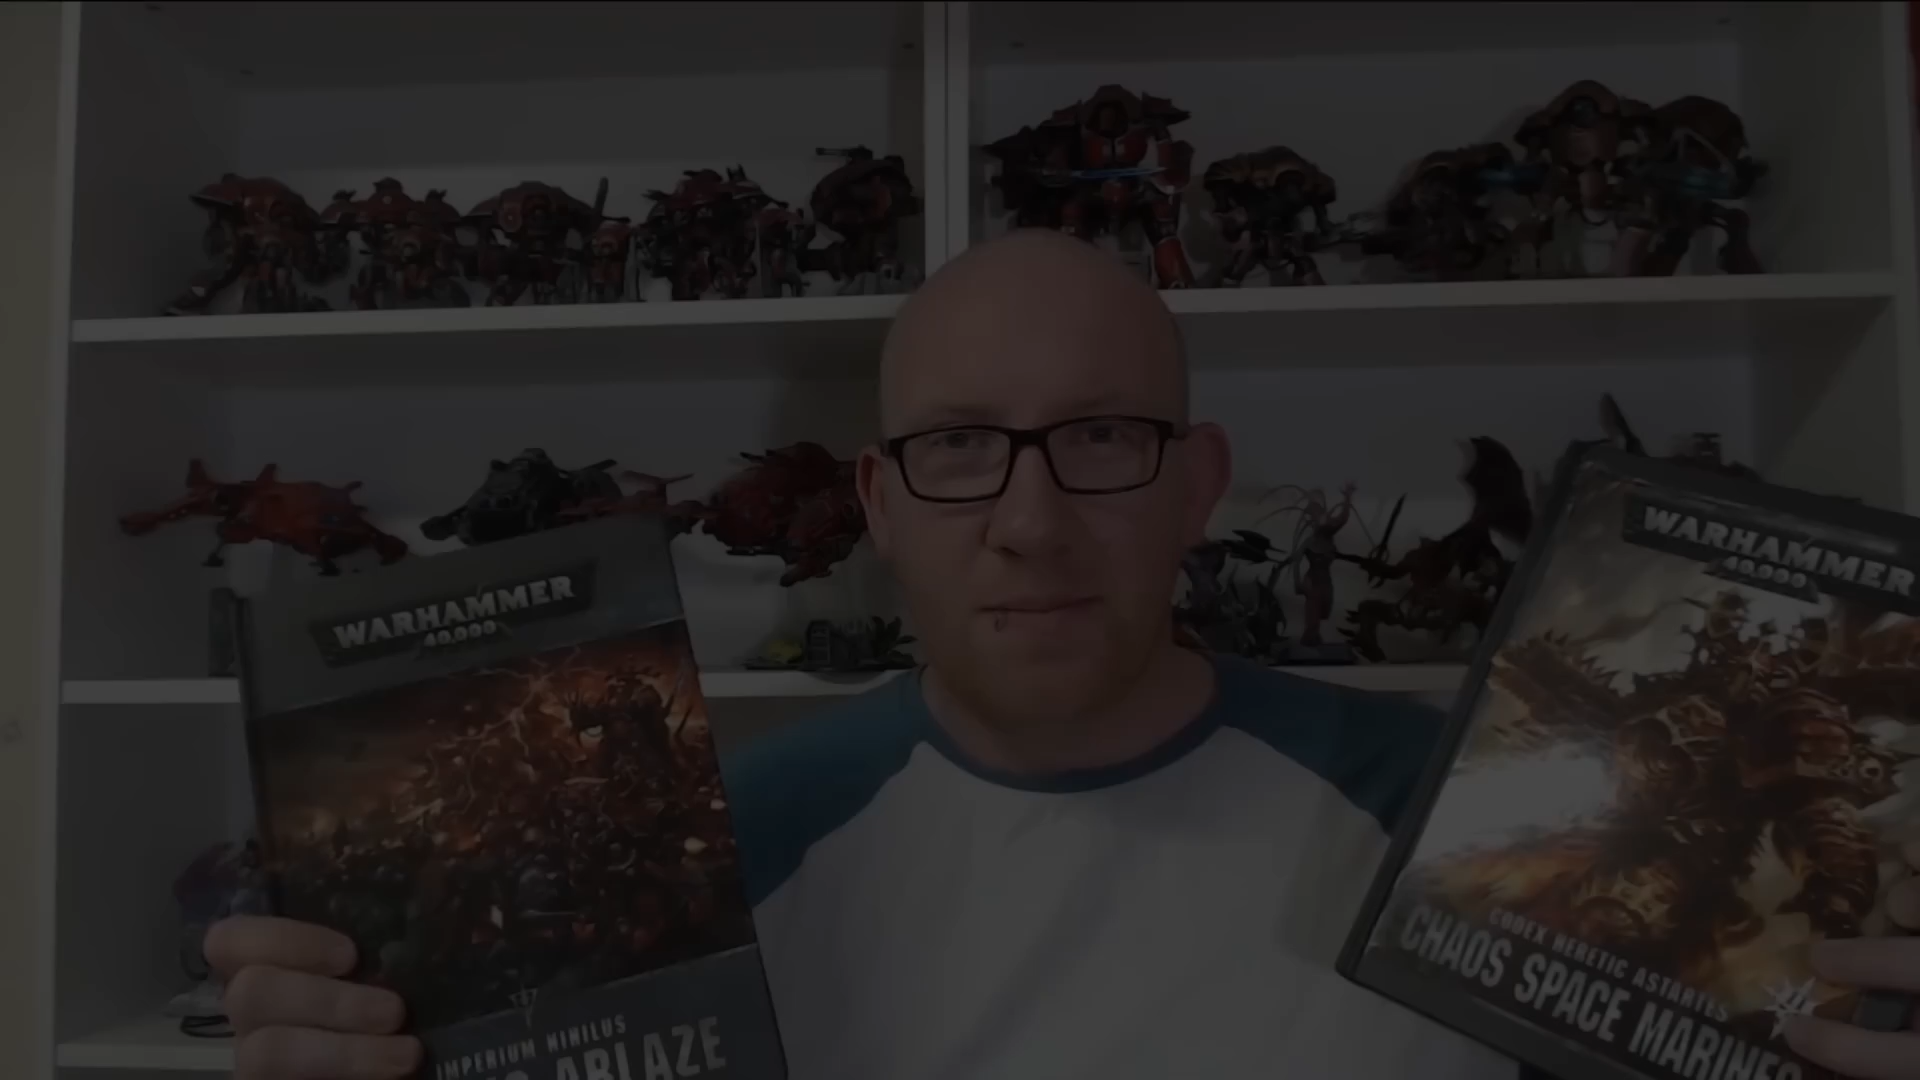 WARHAMMER
40,000
IMPERIUM NIHILUS
ABLAZE
WARHAMMER
40,000
CODEX HERETIC ASTARTES
CHAOS SPACE MARINES